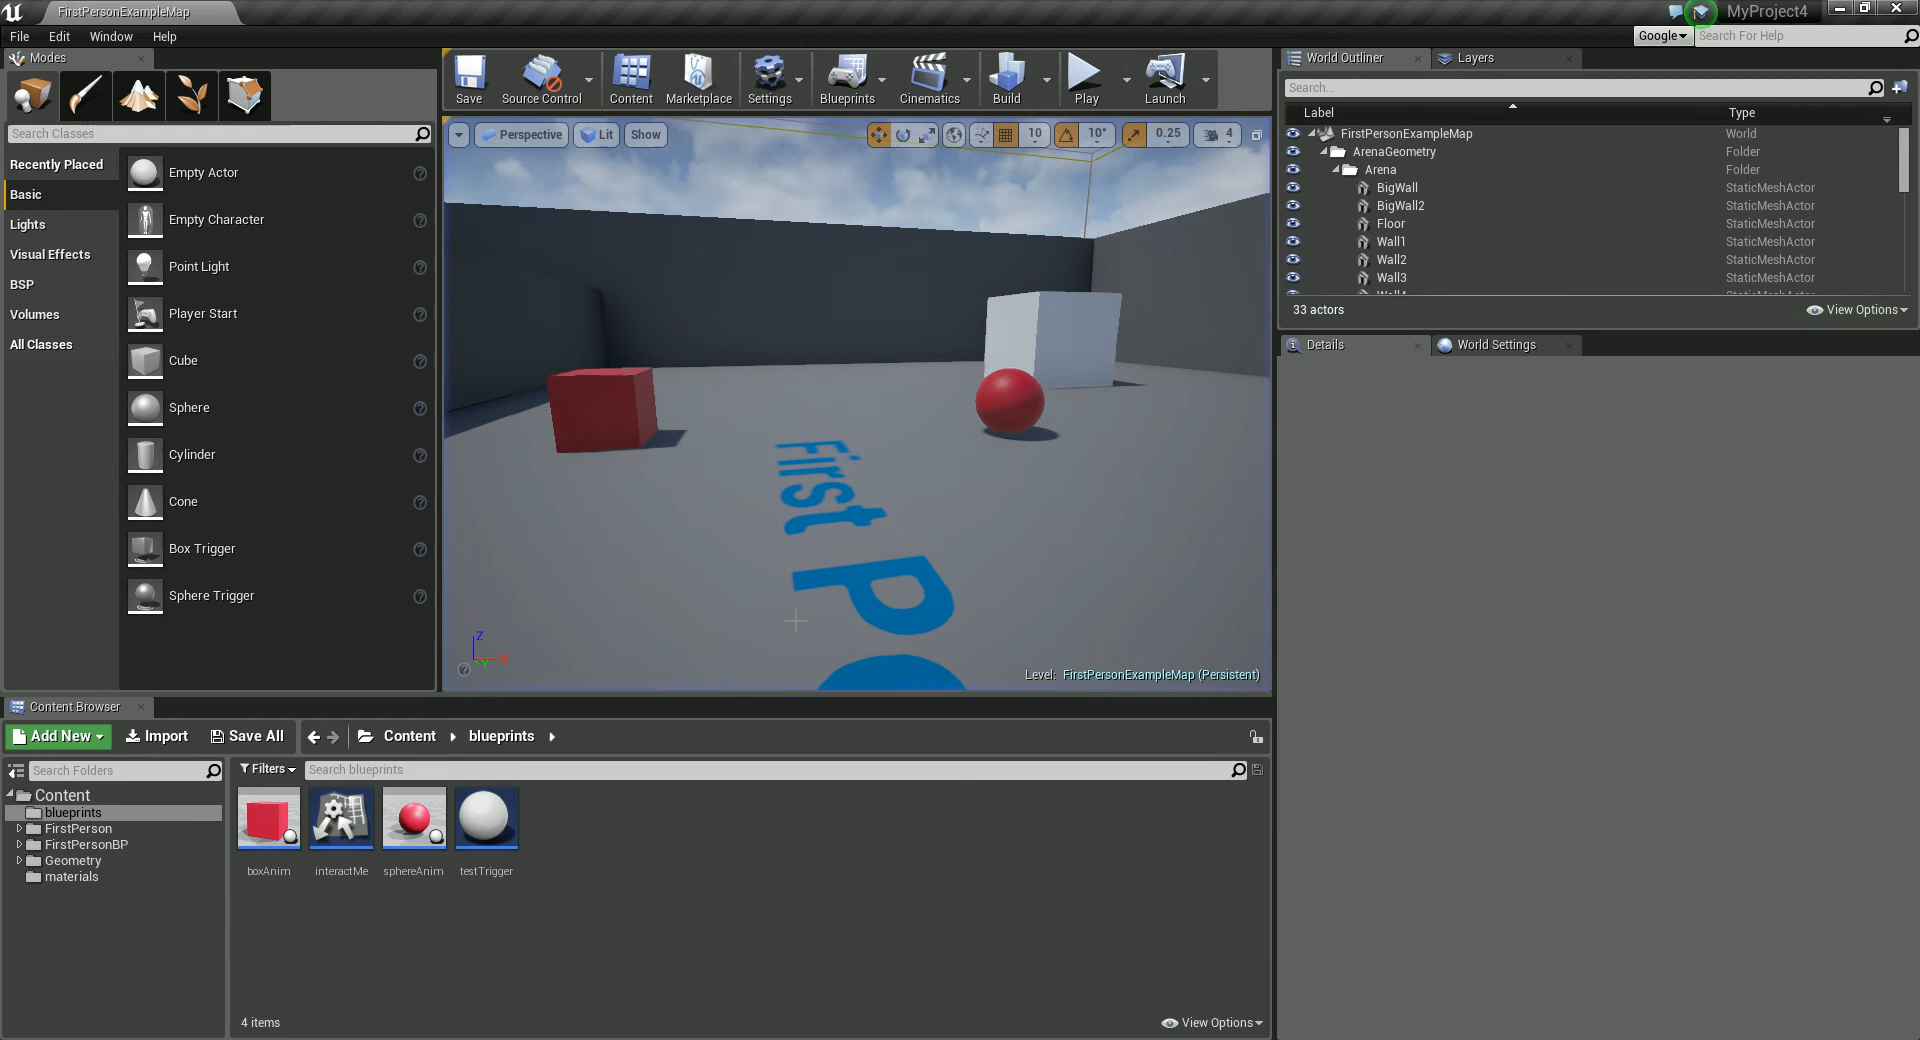 FirstPersonExampleMap
MyProject4
File Edit Window Help
Google Search For Help
Modes
Search Classes
Recently Placed
Basic
Lights
Visual Effects
BSP
Volumes
All Classes
Empty Actor
Empty Character
Point Light
Player Start
Cube
Sphere
Cylinder
Cone
Box Trigger
Sphere Trigger
Save Source Control Content Marketplace Settings Blueprints Cinematics Build Play Launch
Perspective Lit Show 10 10° 0.25 4
First P
Z
Y X
Level: FirstPersonExampleMap (Persistent)
World Outliner Layers
Search...
Label Type
FirstPersonExampleMap World
ArenaGeometry Folder
Arena Folder
BigWall StaticMeshActor
BigWall2 StaticMeshActor
Floor StaticMeshActor
Wall1 StaticMeshActor
Wall2 StaticMeshActor
Wall3 StaticMeshActor
33 actors View Options
Details World Settings
Content Browser
Add New Import Save All Content blueprints
Search Folders
Content
blueprints
FirstPerson
FirstPersonBP
Geometry
materials
Filters Search blueprints
boxAnim interactMe sphereAnim testTrigger
4 items View Options